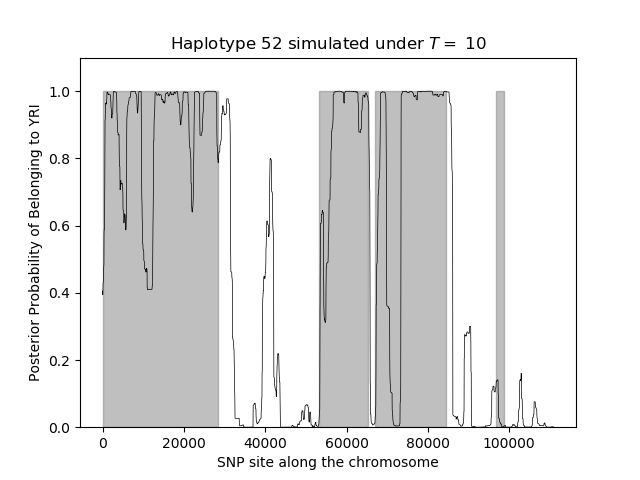 Haplotype 52 simulated under T = 10
Posterior Probability of Belonging to YRI
1.0
0.8
0.6
0.4
0.2
0.0
0 20000 40000 60000 80000 100000
SNP site along the chromosome